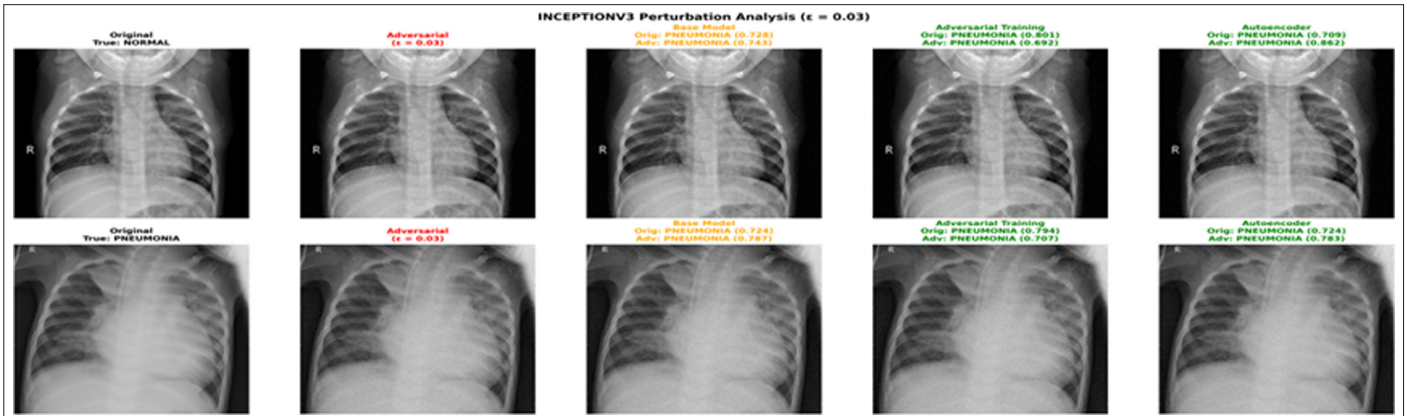 INCEPTIONV3 Perturbation Analysis (ε = 0.03)
Original
True: NORMAL
Adversarial
(ε = 0.03)
Base Model
Orig: PNEUMONIA (0.728)
Adv: PNEUMONIA (0.743)
Adversarial Training
Orig: PNEUMONIA (0.801)
Adv: PNEUMONIA (0.692)
Autoencoder
Orig: PNEUMONIA (0.709)
Adv: PNEUMONIA (0.862)
R
R
R
R
R
Original
True: PNEUMONIA
Adversarial
(ε = 0.03)
Base Model
Orig: PNEUMONIA (0.724)
Adv: PNEUMONIA (0.787)
Adversarial Training
Orig: PNEUMONIA (0.794)
Adv: PNEUMONIA (0.707)
Autoencoder
Orig: PNEUMONIA (0.724)
Adv: PNEUMONIA (0.783)
R
R
R
R
R